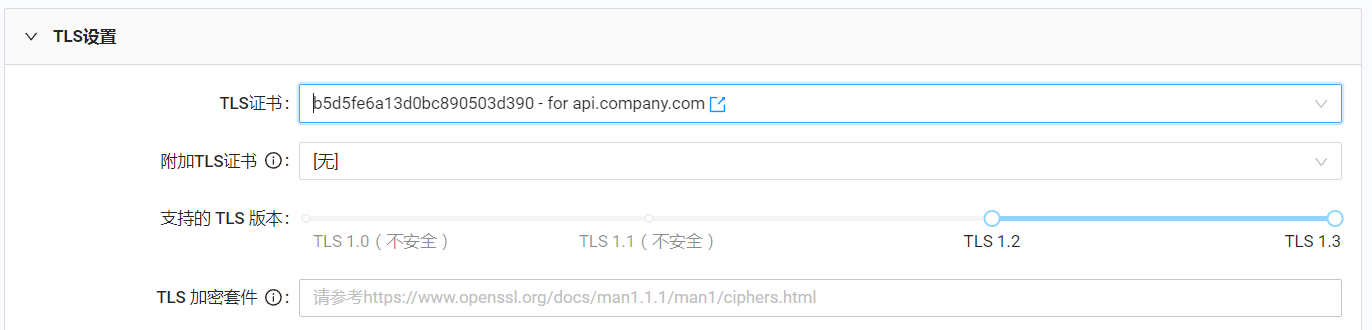 TLS设置
TLS证书： b5d5fe6a13d0bc890503d390 - for api.company.com
附加TLS证书 ： [无]
支持的 TLS 版本：
TLS 1.0（不安全） TLS 1.1（不安全） TLS 1.2 TLS 1.3
TLS 加密套件 ： 请参考https://www.openssl.org/docs/man1.1.1/man1/ciphers.html